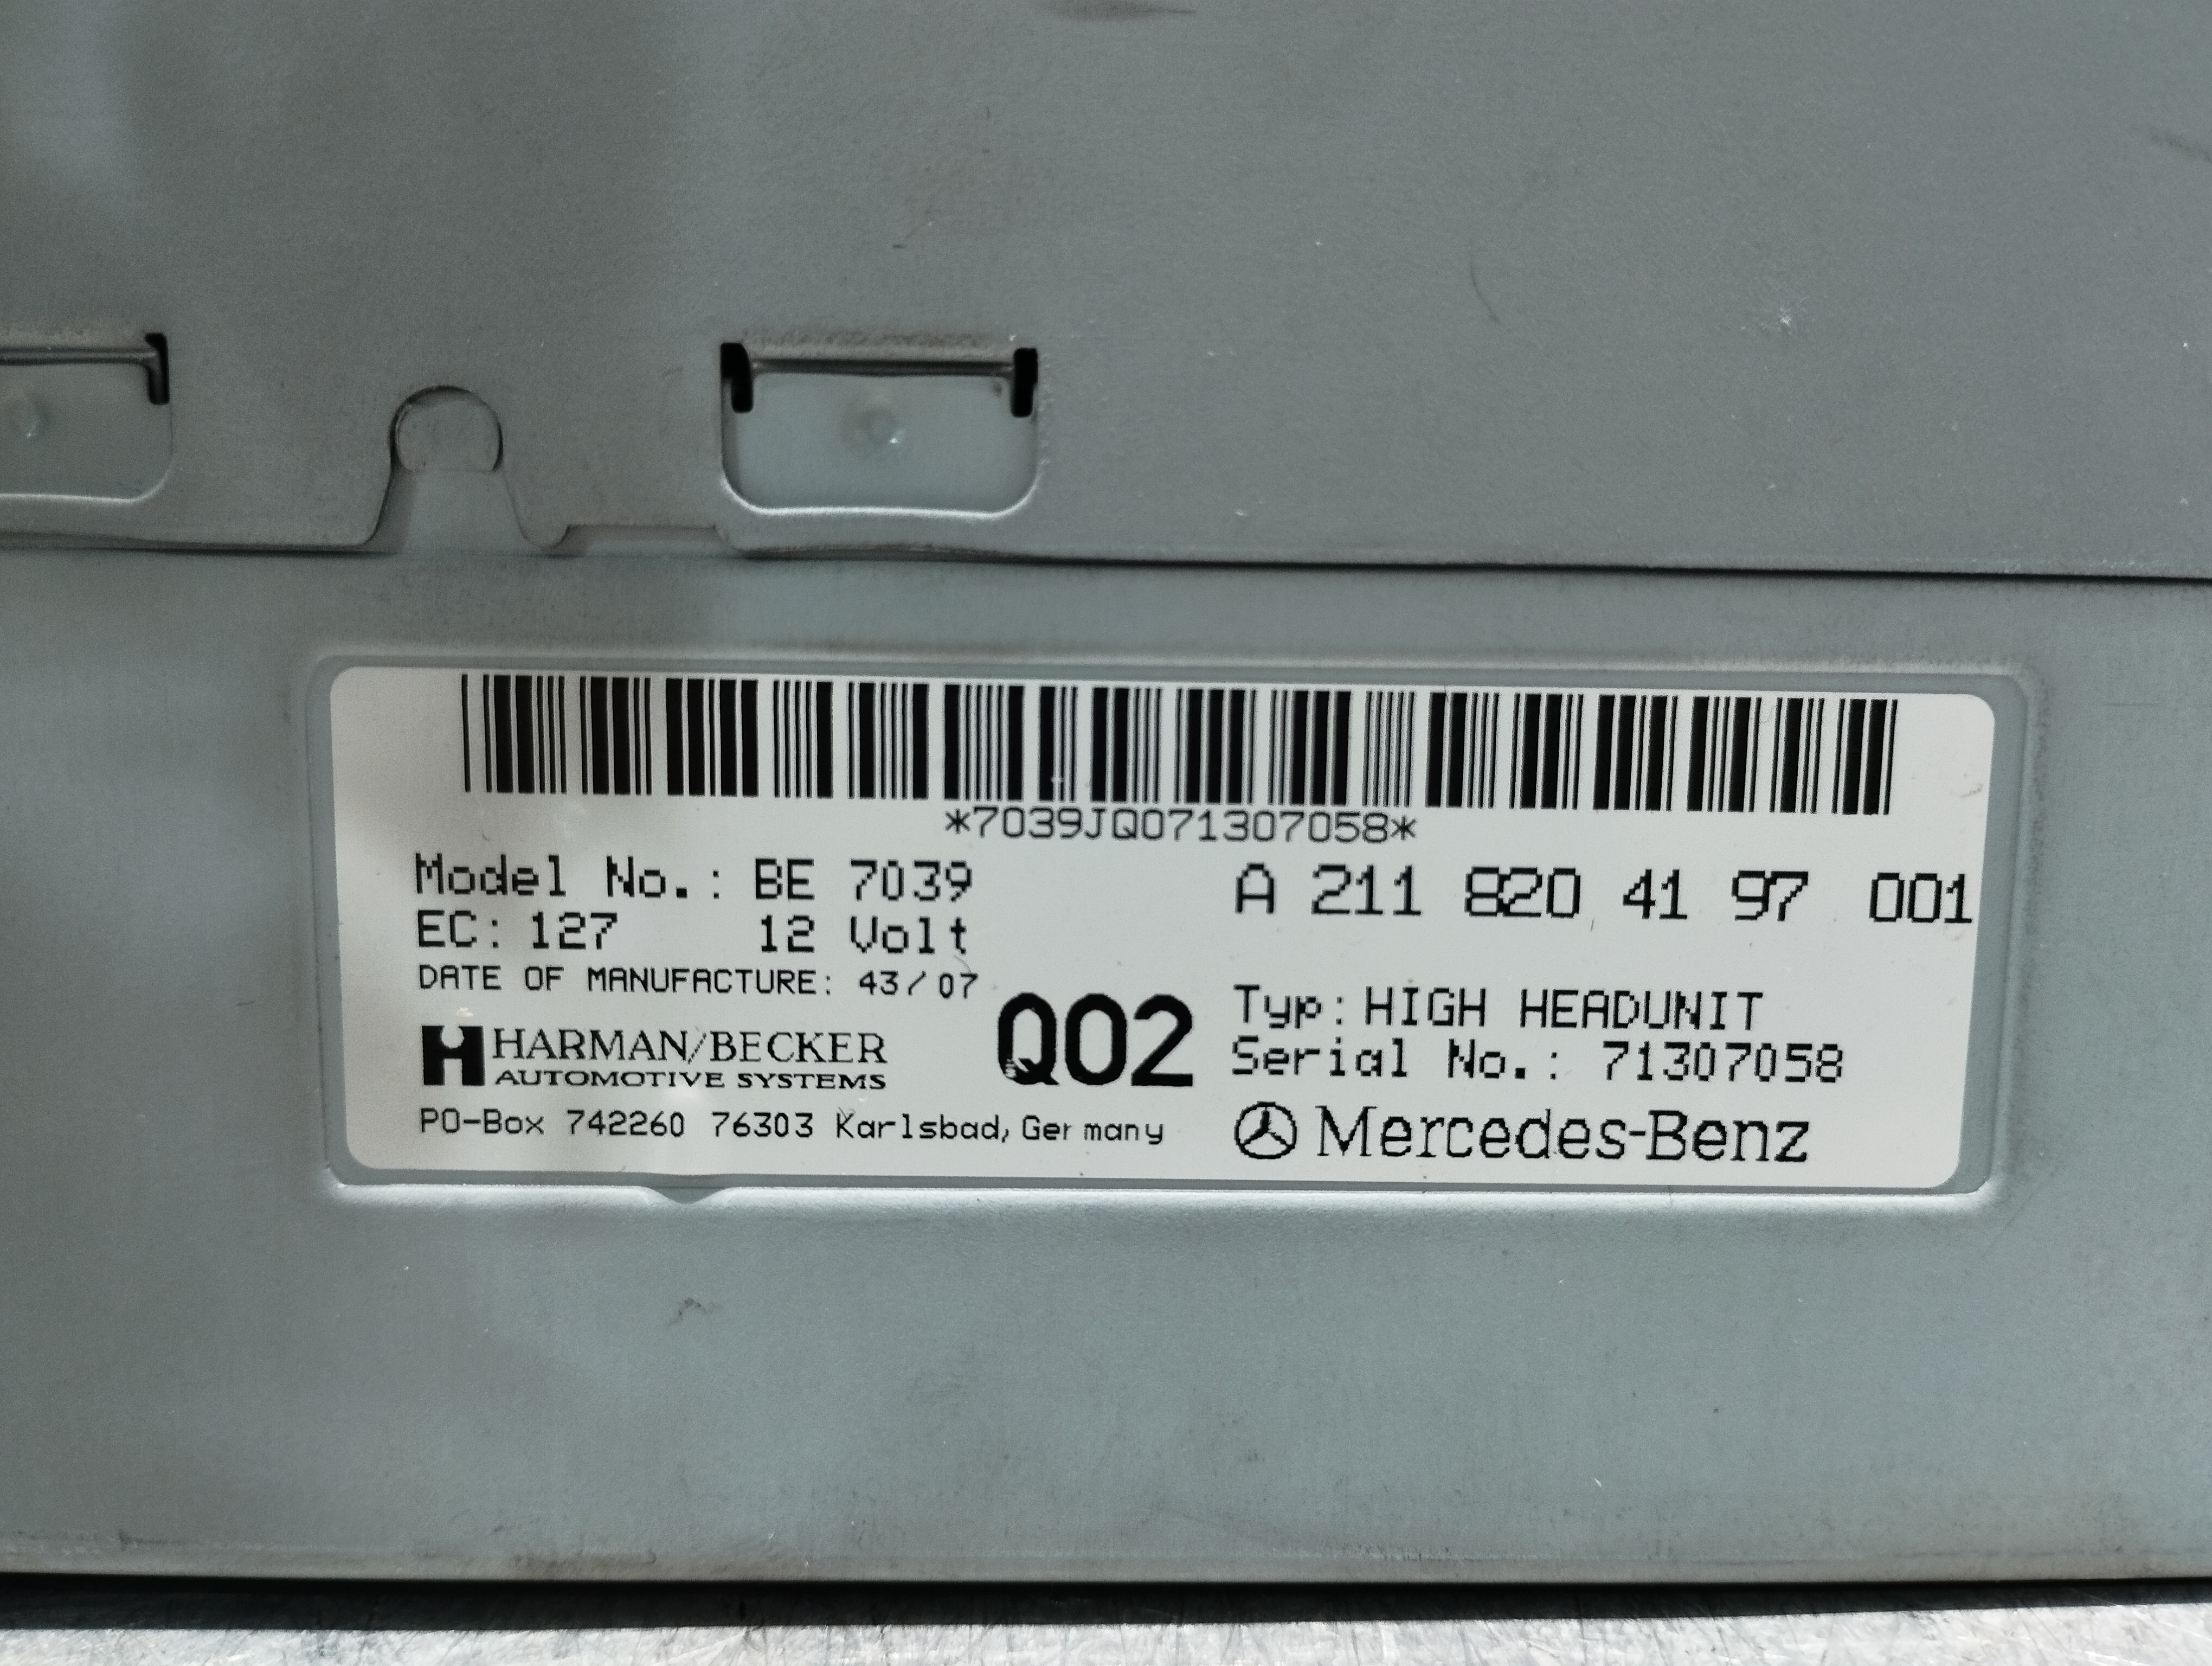 *7039JQ071307058*
Model No.: BE 7039
A 211 820 41 97 001
EC: 127 12 Volt
DATE OF MANUFACTURE: 43/07
Q02
Typ: HIGH HEADUNIT
HARMAN/BECKER
AUTOMOTIVE SYSTEMS
Serial No.: 71307058
PO-Box 742260 76303 Karlsbad, Germany
Mercedes-Benz